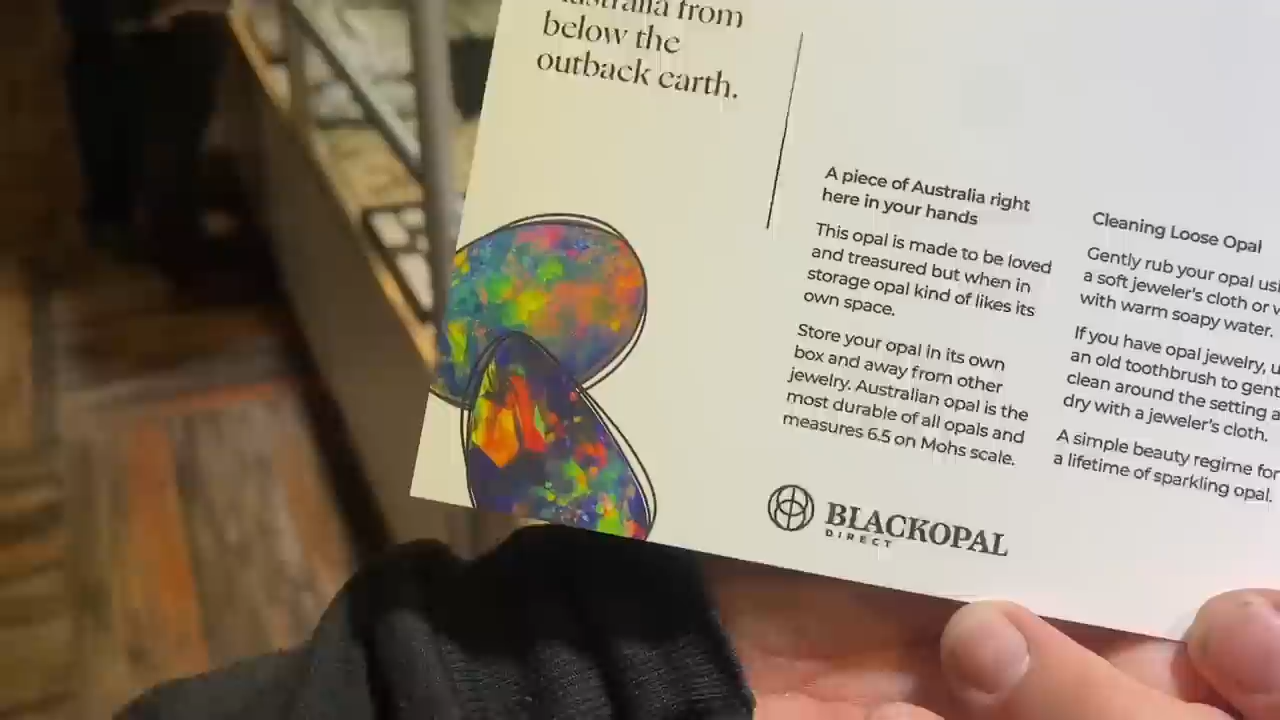 Australia from
below the
outback earth.
A piece of Australia right
here in your hands
This opal is made to be loved
and treasured but when in
storage opal kind of likes its
own space.
Store your opal in its own
box and away from other
jewelry. Australian opal is the
most durable of all opals and
measures 6.5 on Mohs scale.
Cleaning Loose Opal
Gently rub your opal
a soft jeweler's cloth or
with warm soapy water.
If you have opal jewelry,
an old toothbrush to
clean around the setting
dry with a jeweler's cloth.
A simple beauty regime for
a lifetime of sparkling opal.
BLACKOPAL
DIRECT